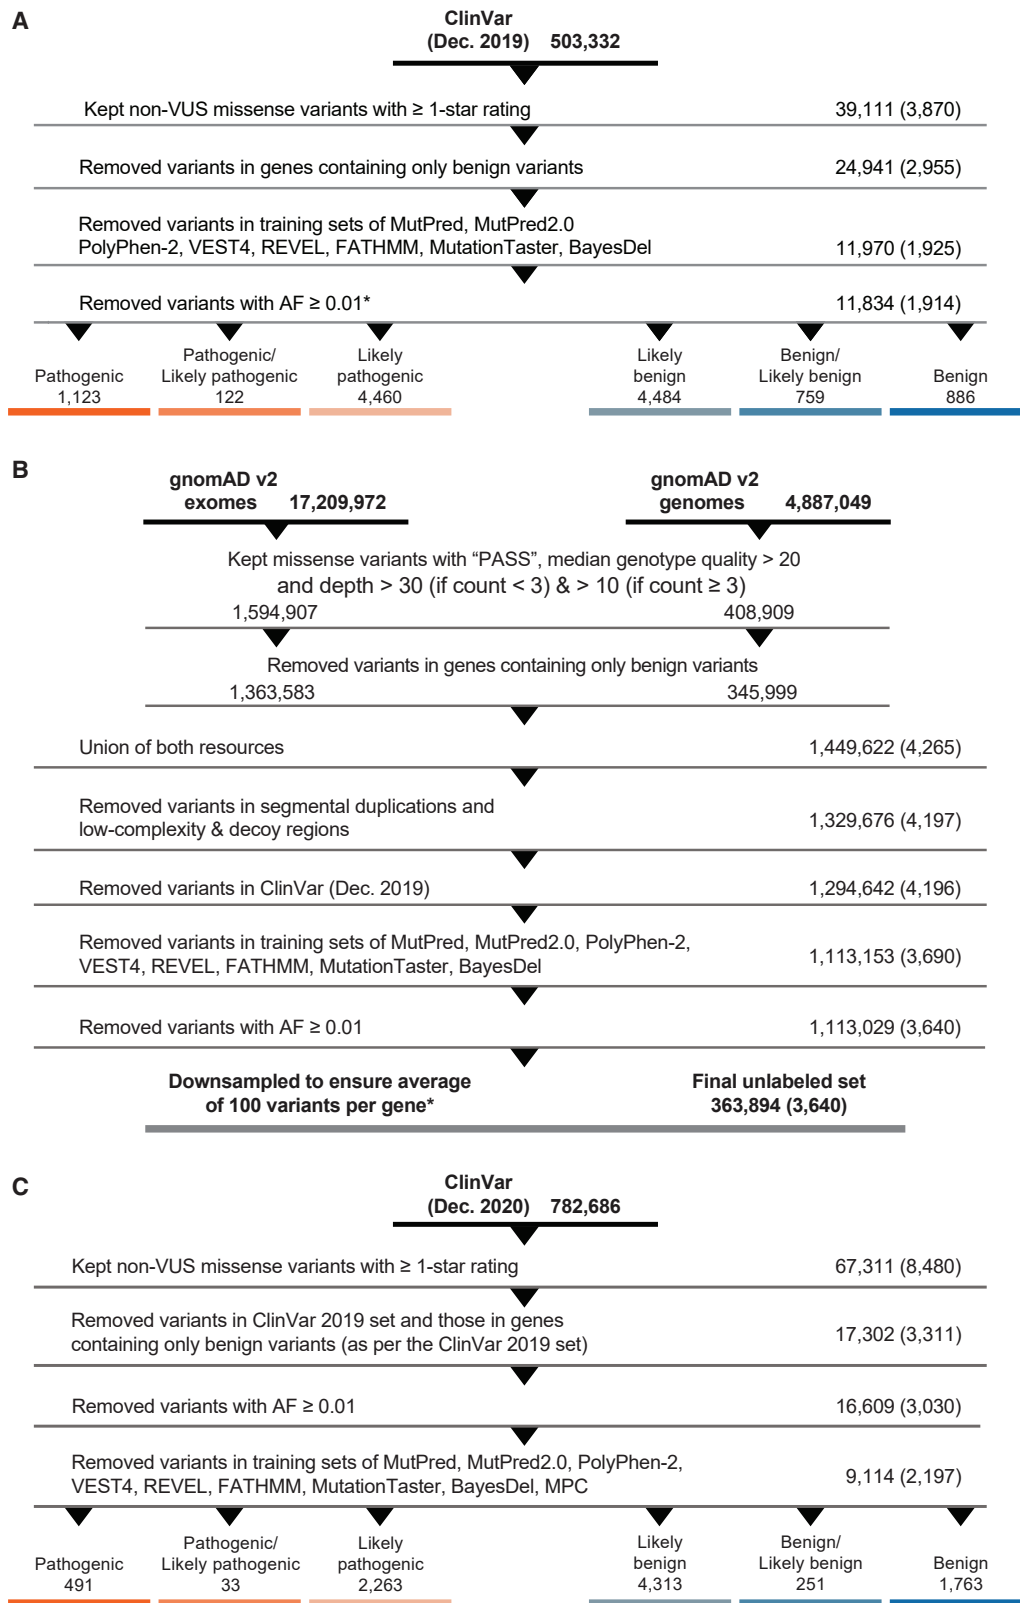 A
ClinVar
(Dec. 2019) 503,332
Kept non-VUS missense variants with ≥ 1-star rating 39,111 (3,870)
Removed variants in genes containing only benign variants 24,941 (2,955)
Removed variants in training sets of MutPred, MutPred2.0
PolyPhen-2, VEST4, REVEL, FATHMM, MutationTaster, BayesDel 11,970 (1,925)
Removed variants with AF ≥ 0.01* 11,834 (1,914)
Pathogenic
1,123
Pathogenic/
Likely pathogenic
122
Likely
pathogenic
4,460
Likely
benign
4,484
Benign/
Likely benign
759
Benign
886
B
gnomAD v2
exomes 17,209,972
gnomAD v2
genomes 4,887,049
Kept missense variants with “PASS”, median genotype quality > 20
and depth > 30 (if count < 3) & > 10 (if count ≥ 3)
1,594,907 408,909
Removed variants in genes containing only benign variants
1,363,583 345,999
Union of both resources 1,449,622 (4,265)
Removed variants in segmental duplications and
low-complexity & decoy regions 1,329,676 (4,197)
Removed variants in ClinVar (Dec. 2019) 1,294,642 (4,196)
Removed variants in training sets of MutPred, MutPred2.0, PolyPhen-2,
VEST4, REVEL, FATHMM, MutationTaster, BayesDel 1,113,153 (3,690)
Removed variants with AF ≥ 0.01 1,113,029 (3,640)
Downsampled to ensure average
of 100 variants per gene*
Final unlabeled set
363,894 (3,640)
C
ClinVar
(Dec. 2020) 782,686
Kept non-VUS missense variants with ≥ 1-star rating 67,311 (8,480)
Removed variants in ClinVar 2019 set and those in genes
containing only benign variants (as per the ClinVar 2019 set) 17,302 (3,311)
Removed variants with AF ≥ 0.01 16,609 (3,030)
Removed variants in training sets of MutPred, MutPred2.0, PolyPhen-2,
VEST4, REVEL, FATHMM, MutationTaster, BayesDel, MPC 9,114 (2,197)
Pathogenic
491
Pathogenic/
Likely pathogenic
33
Likely
pathogenic
2,263
Likely
benign
4,313
Benign/
Likely benign
251
Benign
1,763